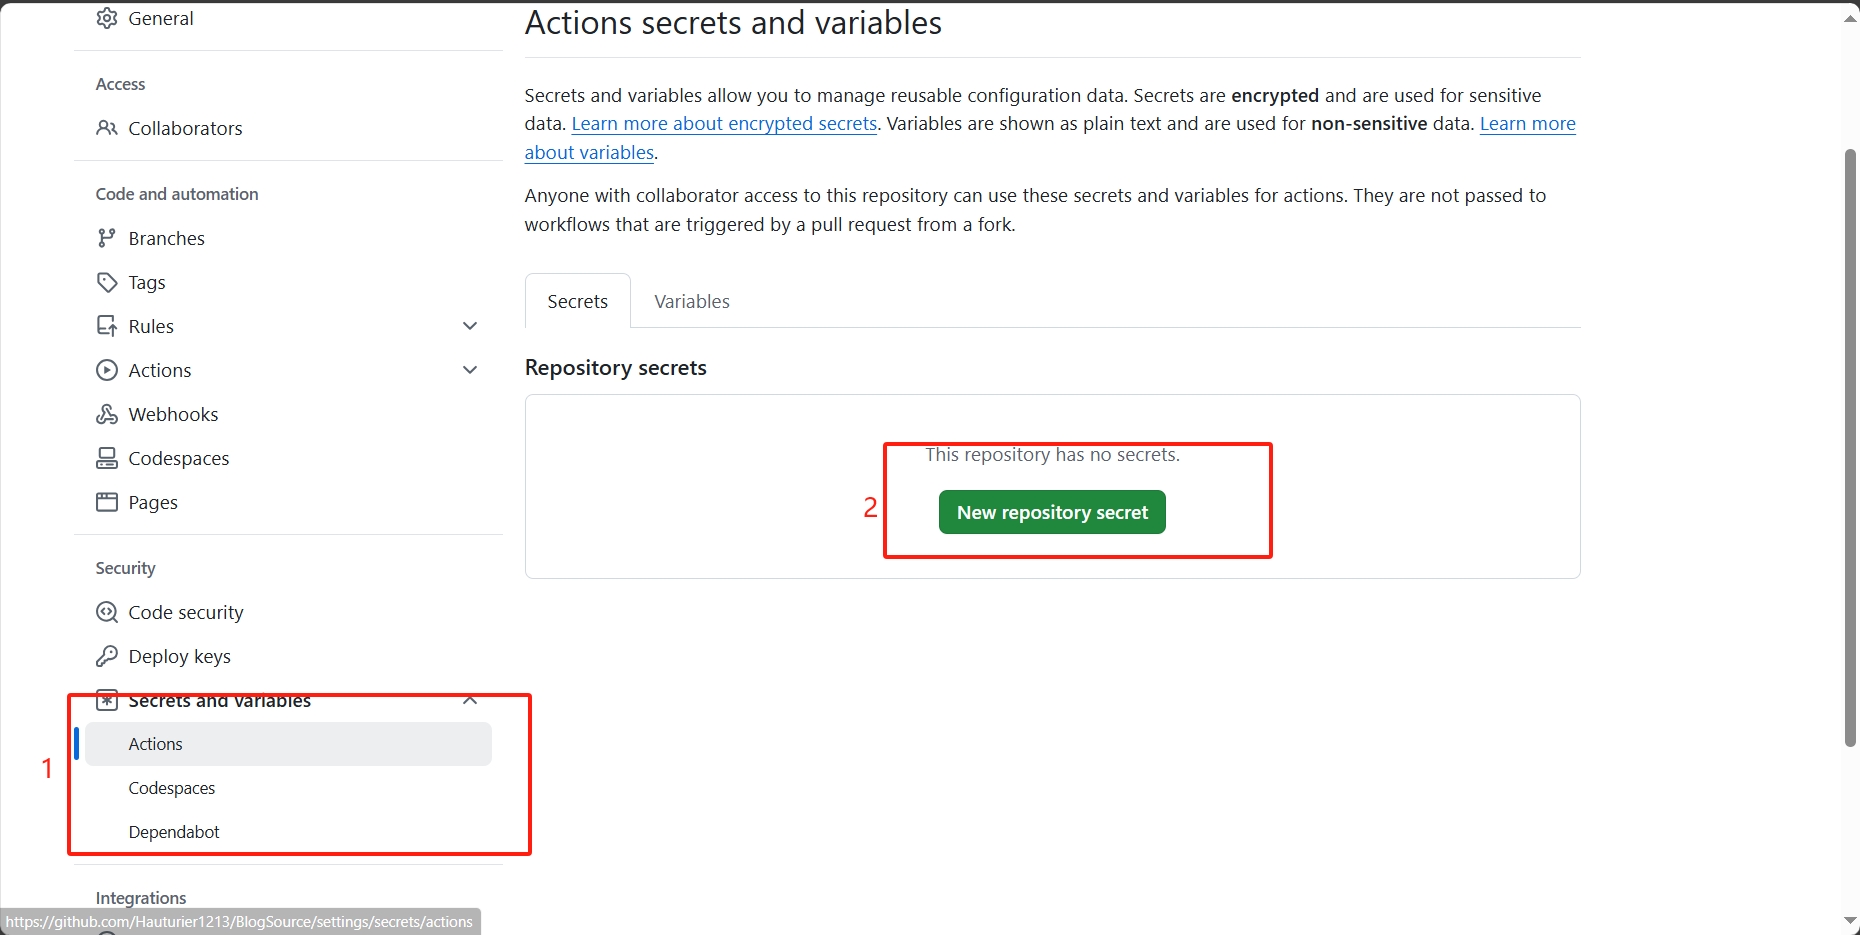 General
Access
Collaborators
Code and automation
Branches
Tags
Rules
Actions
Webhooks
Codespaces
Pages
Security
Code security
Deploy keys
Secrets and variables
1
Actions
Codespaces
Dependabot
Integrations
https://github.com/Hauturier1213/BlogSource/settings/secrets/actions
Actions secrets and variables
Secrets and variables allow you to manage reusable configuration data. Secrets are encrypted and are used for sensitive
data. Learn more about encrypted secrets. Variables are shown as plain text and are used for non-sensitive data. Learn more
about variables.
Anyone with collaborator access to this repository can use these secrets and variables for actions. They are not passed to
workflows that are triggered by a pull request from a fork.
Secrets Variables
Repository secrets
This repository has no secrets.
2
New repository secret